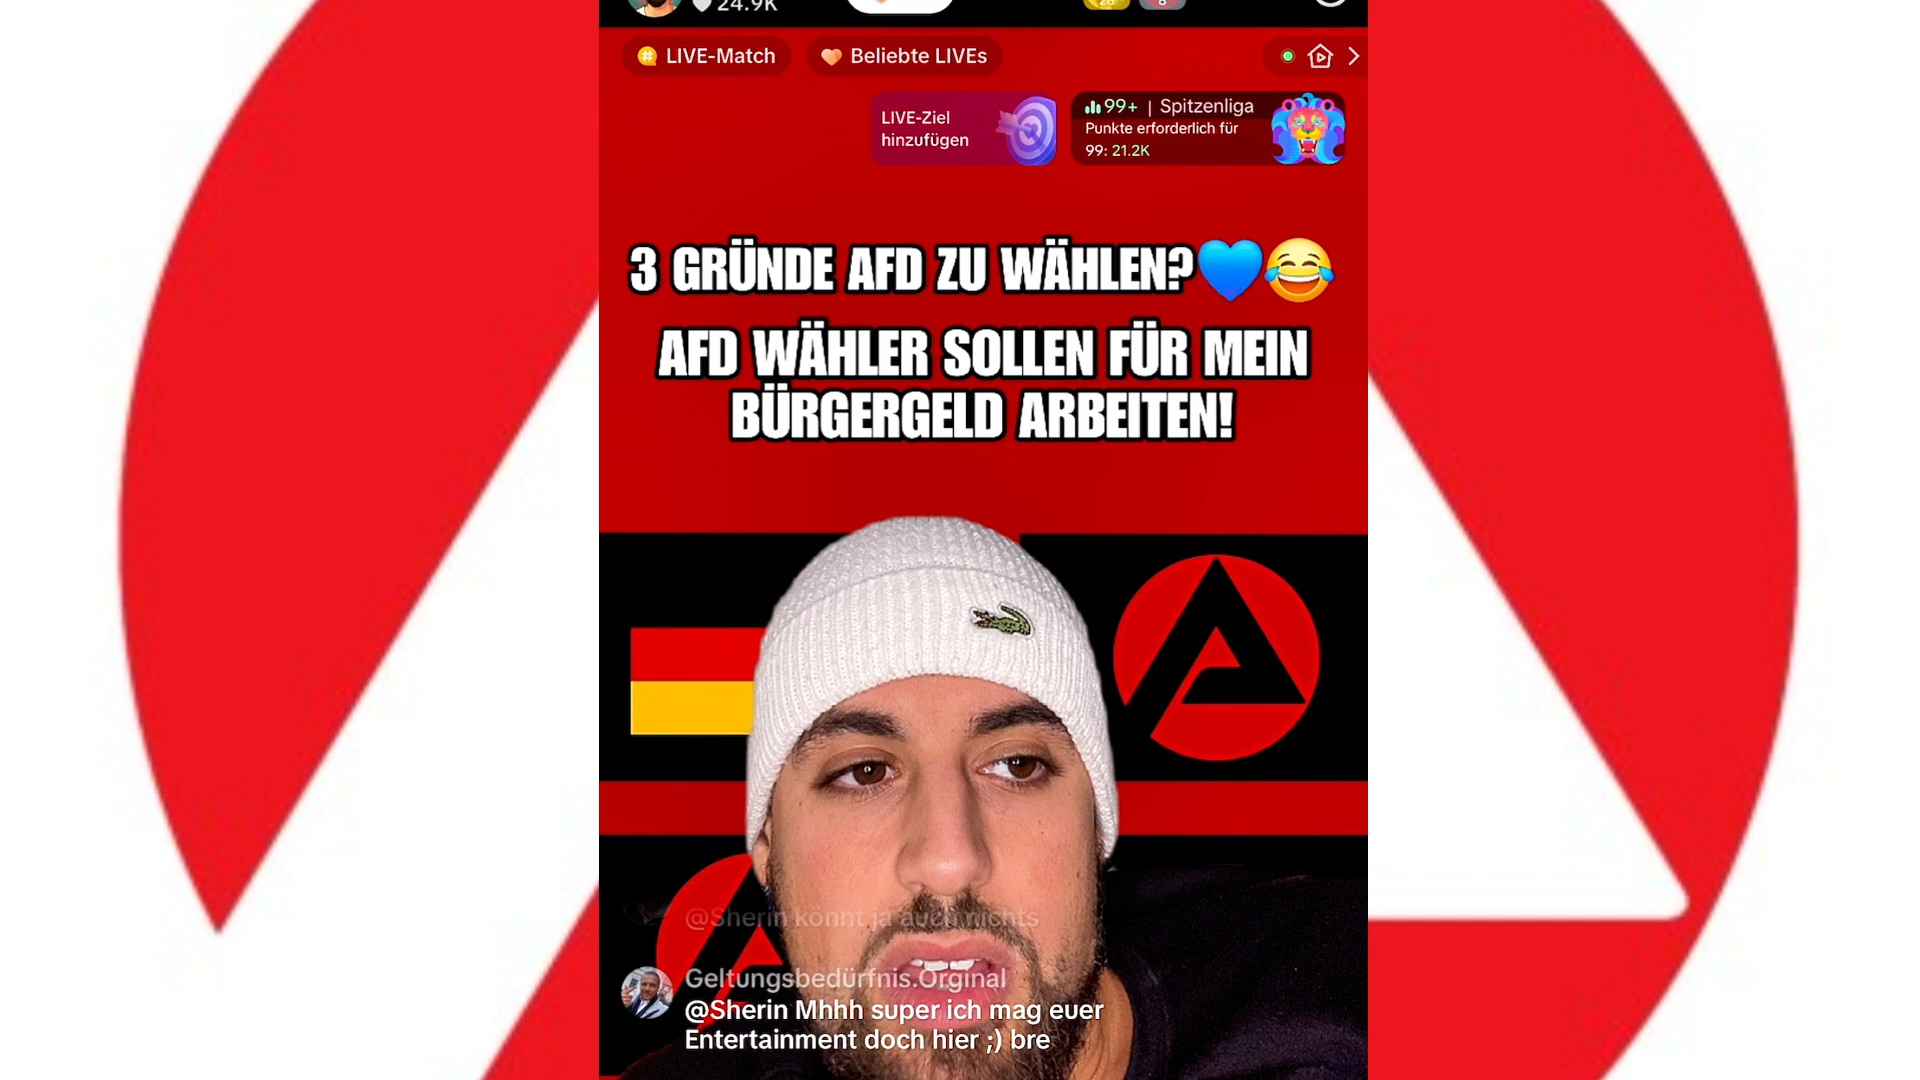 24.9K
LIVE-Match
Beliebte LIVEs
LIVE-Ziel
hinzufügen
99+ | Spitzenliga
Punkte erforderlich für
99: 21.2K
3 GRÜNDE AFD ZU WÄHLEN?💙😂
AFD WÄHLER SOLLEN FÜR MEIN
BÜRGERGELD ARBEITEN!
@Sherin könnt ja auch nichts
Geltungsbedürfnis.Orginal
@Sherin Mhhh super ich mag euer
Entertainment doch hier ;) bre